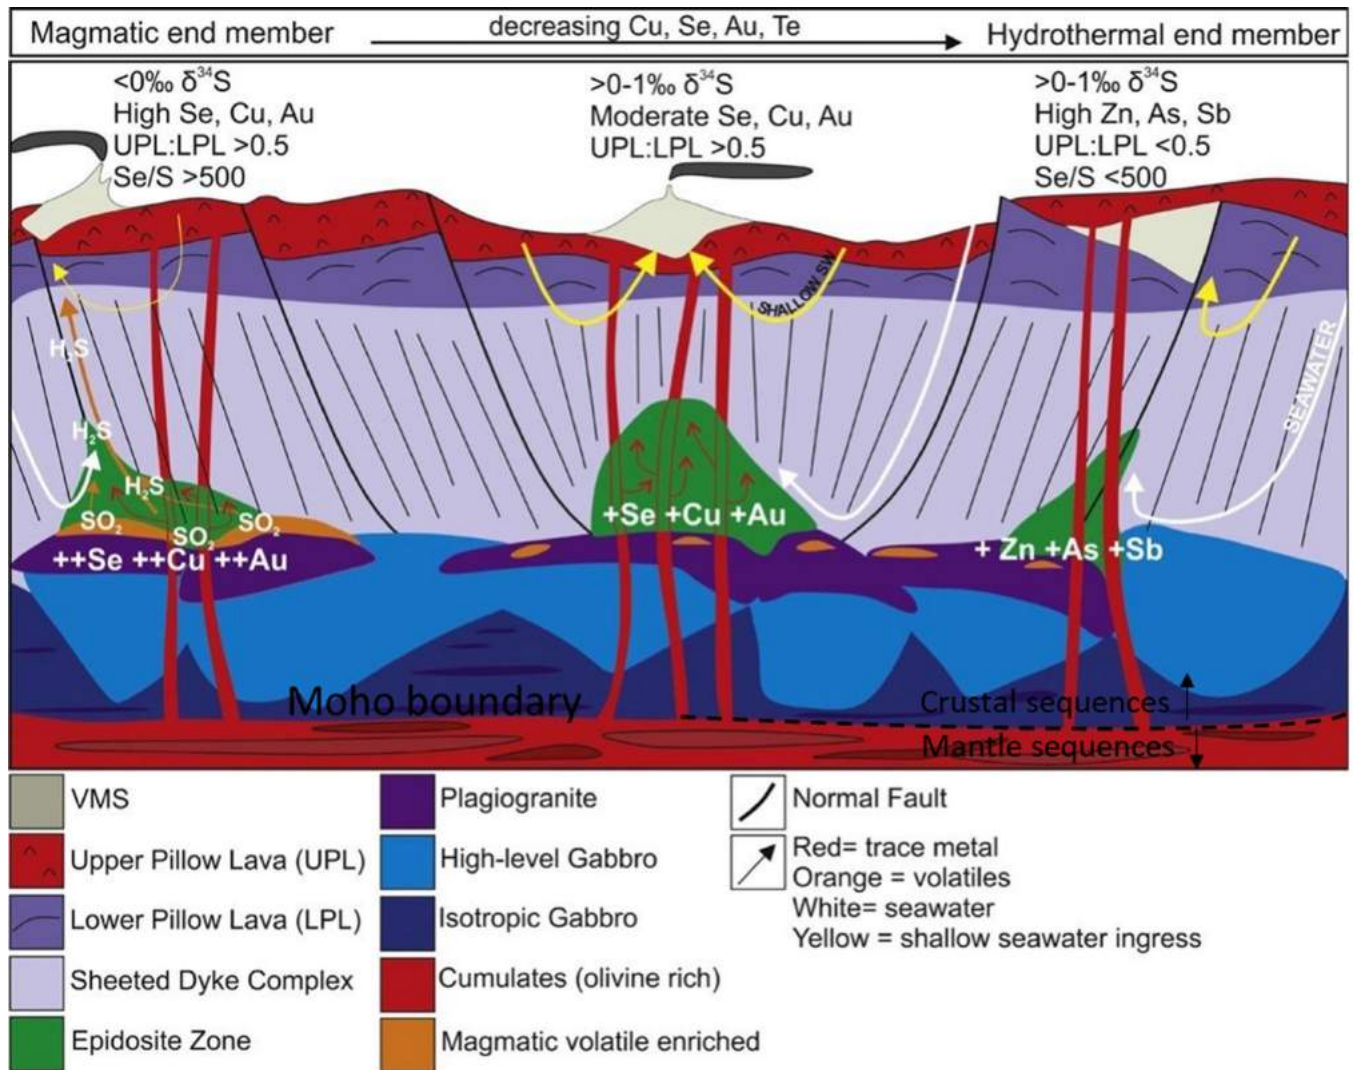 Magmatic end member
decreasing Cu, Se, Au, Te
Hydrothermal end member
<0‰ δ³⁴S
High Se, Cu, Au
UPL:LPL >0.5
Se/S >500
>0-1‰ δ³⁴S
Moderate Se, Cu, Au
UPL:LPL >0.5
>0-1‰ δ³⁴S
High Zn, As, Sb
UPL:LPL <0.5
Se/S <500
SHALLOW SW
SEAWATER
H₂S
H₂S
H₂S
SO₂
SO₂
SO₂
++Se ++Cu ++Au
+Se +Cu +Au
+ Zn +As +Sb
Moho boundary
Crustal sequences
Mantle sequences
VMS
Upper Pillow Lava (UPL)
Lower Pillow Lava (LPL)
Sheeted Dyke Complex
Epidosite Zone
Plagiogranite
High-level Gabbro
Isotropic Gabbro
Cumulates (olivine rich)
Magmatic volatile enriched
Normal Fault
Red= trace metal
Orange = volatiles
White= seawater
Yellow = shallow seawater ingress